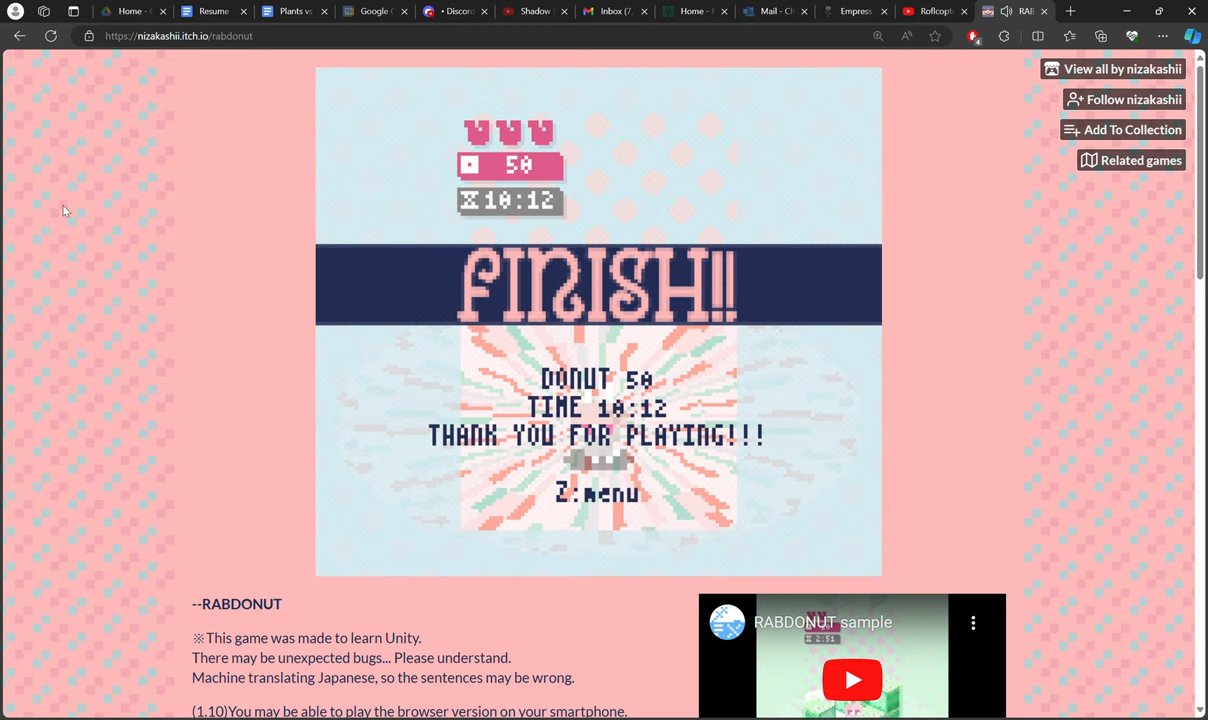 Home - C
Resume
Plants vs
Google C
• Discord
Shadow
Inbox (7,
Home -
Mail - Ch
Empress
Roflcopt
RAB
https://nizakashii.itch.io/rabdonut
4
View all by nizakashii
Follow nizakashii
Add To Collection
Related games
50
10:12
FINISH!!
DONUT 50
TIME 10:12
THANK YOU FOR PLAYING!!!
Z:menu
--RABDONUT
※This game was made to learn Unity.
There may be unexpected bugs... Please understand.
Machine translating Japanese, so the sentences may be wrong.
(1.10)You may be able to play the browser version on your smartphone.
RABDONUT sample
2:51